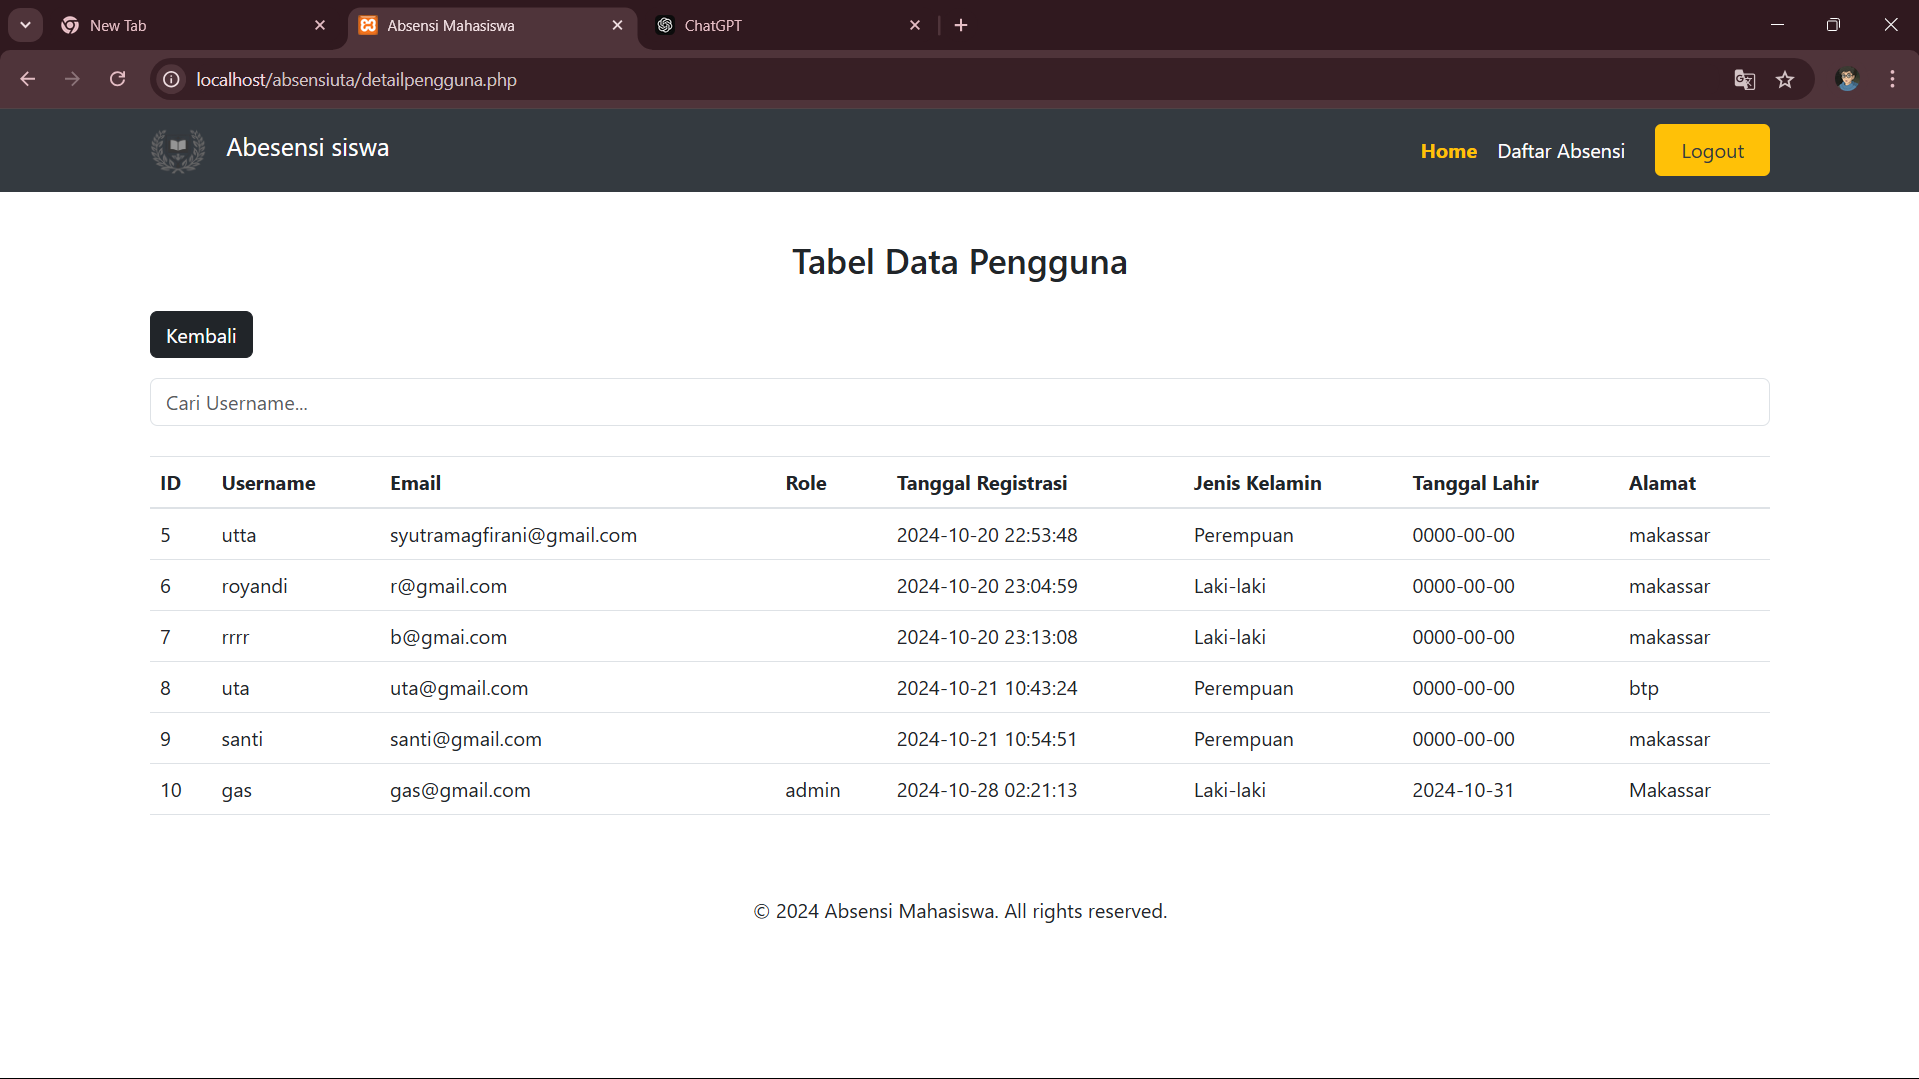 New Tab
Absensi Mahasiswa
ChatGPT
localhost/absensiuta/detailpengguna.php
Abesensi siswa
Home Daftar Absensi Logout
Tabel Data Pengguna
Kembali
Cari Username...
ID Username Email Role Tanggal Registrasi Jenis Kelamin Tanggal Lahir Alamat
5 utta syutramagfirani@gmail.com 2024-10-20 22:53:48 Perempuan 0000-00-00 makassar
6 royandi r@gmail.com 2024-10-20 23:04:59 Laki-laki 0000-00-00 makassar
7 rrrr b@gmai.com 2024-10-20 23:13:08 Laki-laki 0000-00-00 makassar
8 uta uta@gmail.com 2024-10-21 10:43:24 Perempuan 0000-00-00 btp
9 santi santi@gmail.com 2024-10-21 10:54:51 Perempuan 0000-00-00 makassar
10 gas gas@gmail.com admin 2024-10-28 02:21:13 Laki-laki 2024-10-31 Makassar
© 2024 Absensi Mahasiswa. All rights reserved.